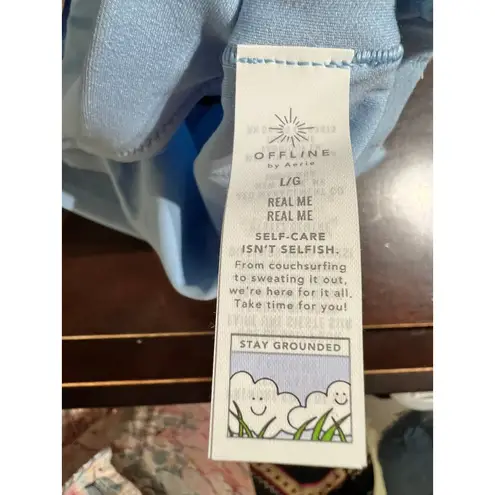 OFFLINE
by Aerie
L/G
REAL ME
REAL ME
SELF-CARE
ISN'T SELFISH.
From couchsurfing
to sweating it out,
we're here for it all.
Take time for you!
STAY GROUNDED